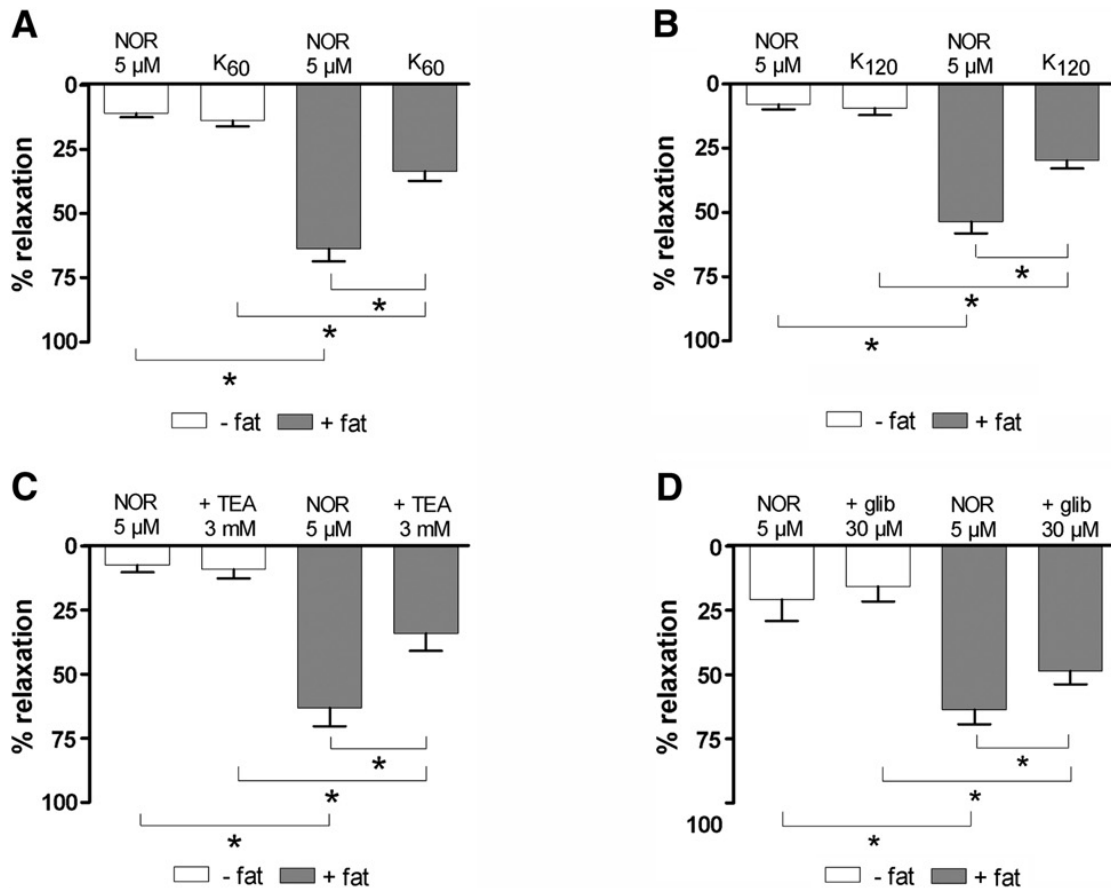 A
NOR
5 µM
K60
NOR
5 µM
K60
% relaxation
0
25
50
75
100
*
*
*
- fat + fat
B
NOR
5 µM
K120
NOR
5 µM
K120
% relaxation
0
25
50
75
100
*
*
*
- fat + fat
C
NOR
5 µM
+ TEA
3 mM
NOR
5 µM
+ TEA
3 mM
% relaxation
0
25
50
75
100
*
*
*
- fat + fat
D
NOR
5 µM
+ glib
30 µM
NOR
5 µM
+ glib
30 µM
% relaxation
0
25
50
75
100
*
*
*
- fat + fat